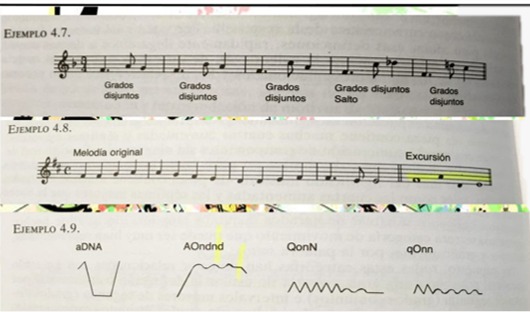 EJEMPLO 4.7.
Grados disjuntos
Grados disjuntos
Grados disjuntos
Grados disjuntos Salto
Grados disjuntos
EJEMPLO 4.8.
Melodía original
Excursión
EJEMPLO 4.9.
aDNA AOndnd QonN qOnn